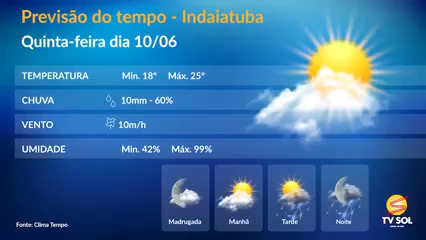 Previsão do tempo - Indaiatuba
Quinta-feira dia 10/06
TEMPERATURA Min. 18° Máx. 25°
CHUVA 10mm - 60%
VENTO 10m/h
UMIDADE Min. 42% Máx. 99%
Madrugada Manhã Tarde Noite
Fonte: Clima Tempo
TV SOL